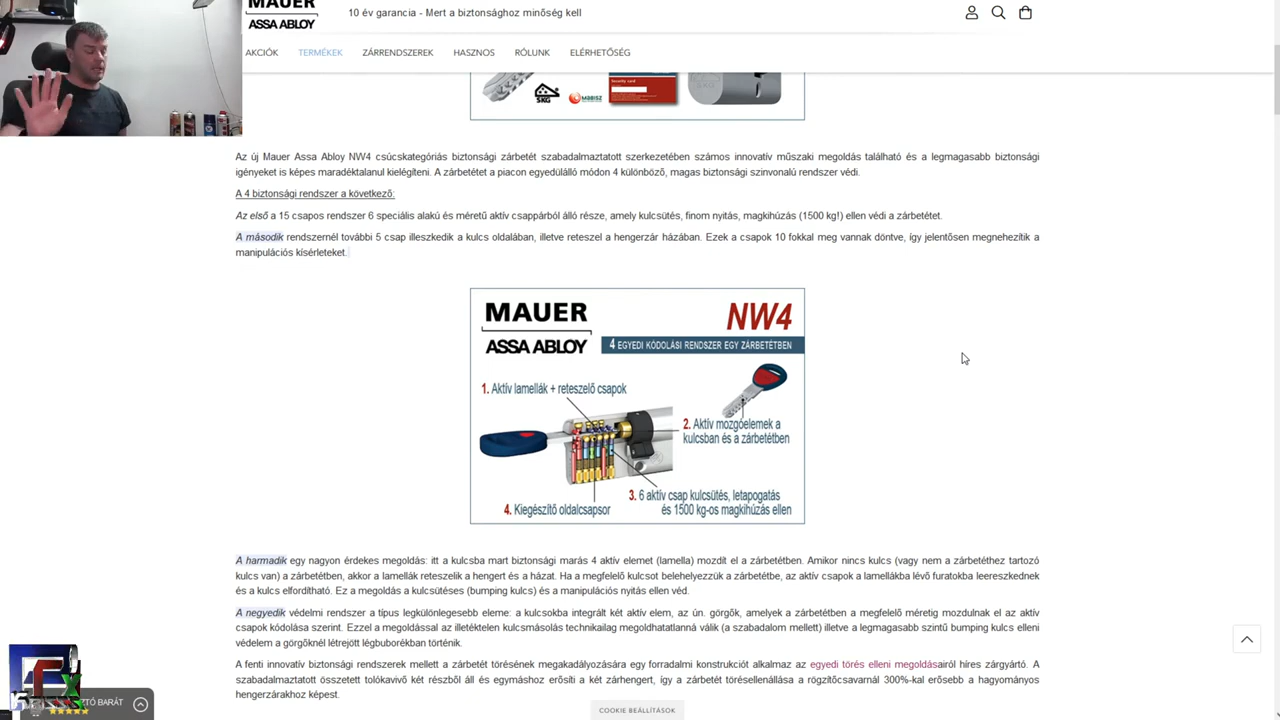 MAUER
ASSA ABLOY
10 év garancia - Mert a biztonsághoz minőség kell
AKCIÓK TERMÉKEK ZÁRRENDSZEREK HASZNOS RÓLUNK ELÉRHETŐSÉG
SKG
MABISZ
Az új Mauer Assa Abloy NW4 csúcskategóriás biztonsági zárbetét szabadalmaztatott szerkezetében számos innovatív műszaki megoldás található és a legmagasabb biztonsági
igényeket is képes maradéktalanul kielégíteni. A zárbetétet a piacon egyedülálló módon 4 különböző, magas biztonsági szinvonalú rendszer védi.
A 4 biztonsági rendszer a következő:
Az első a 15 csapos rendszer 6 speciális alakú és méretű aktív csappárból álló része, amely kulcsütés, finom nyitás, magkihúzás (1500 kg!) ellen védi a zárbetétet.
A második rendszernél további 5 csap illeszkedik a kulcs oldalában, illetve reteszel a hengerzár házában. Ezek a csapok 10 fokkal meg vannak döntve, így jelentősen megnehezítik a
manipulációs kísérleteket.
MAUER
ASSA ABLOY
NW4
4 EGYEDI KÓDOLÁSI RENDSZER EGY ZÁRBETÉTBEN
1. Aktív lamellák + reteszelő csapok
2. Aktív mozgóelemek a
kulcsban és a zárbetétben
3. 6 aktív csap kulcsütés, letapogatás
és 1500 kg-os magkihúzás ellen
4. Kiegészítő oldalcsapsor
A harmadik egy nagyon érdekes megoldás: itt a kulcsba mart biztonsági marás 4 aktív elemet (lamella) mozdít el a zárbetétben. Amikor nincs kulcs (vagy nem a zárbetéthez tartozó
kulcs van) a zárbetétben, akkor a lamellák reteszelik a hengert és a házat. Ha a megfelelő kulcsot belehelyezzük a zárbetétbe, az aktív csapok a lamellákba lévő furatokba leereszkednek
és a kulcs elfordítható. Ez a megoldás a kulcsütéses (bumping kulcs) és a manipulációs nyitás ellen véd.
A negyedik védelmi rendszer a típus legkülönlegesebb eleme: a kulcsokba integrált két aktív elem, az ún. görgők, amelyek a zárbetétben a megfelelő méretig mozdulnak el az aktív
csapok kódolása szerint. Ezzel a megoldással az illetéktelen kulcsmásolás technikailag megoldhatatlanná válik (a szabadalom mellett) illetve a legmagasabb szintű bumping kulcs elleni
védelem a görgőknél létrejött légbuborékban történik.
A fenti innovatív biztonsági rendszerek mellett a zárbetét törésének megakadályozására egy forradalmi konstrukciót alkalmaz az egyedi törés elleni megoldásairól híres zárgyártó. A
szabadalmaztatott összetett tolókavivő két részből áll és egymáshoz erősíti a két zárhengert, így a zárbetét törésellenállása a rögzítőcsavarnál 300%-kal erősebb a hagyományos
hengerzárakhoz képest.
TÓ BARÁT
COOKIE BEÁLLÍTÁSOK